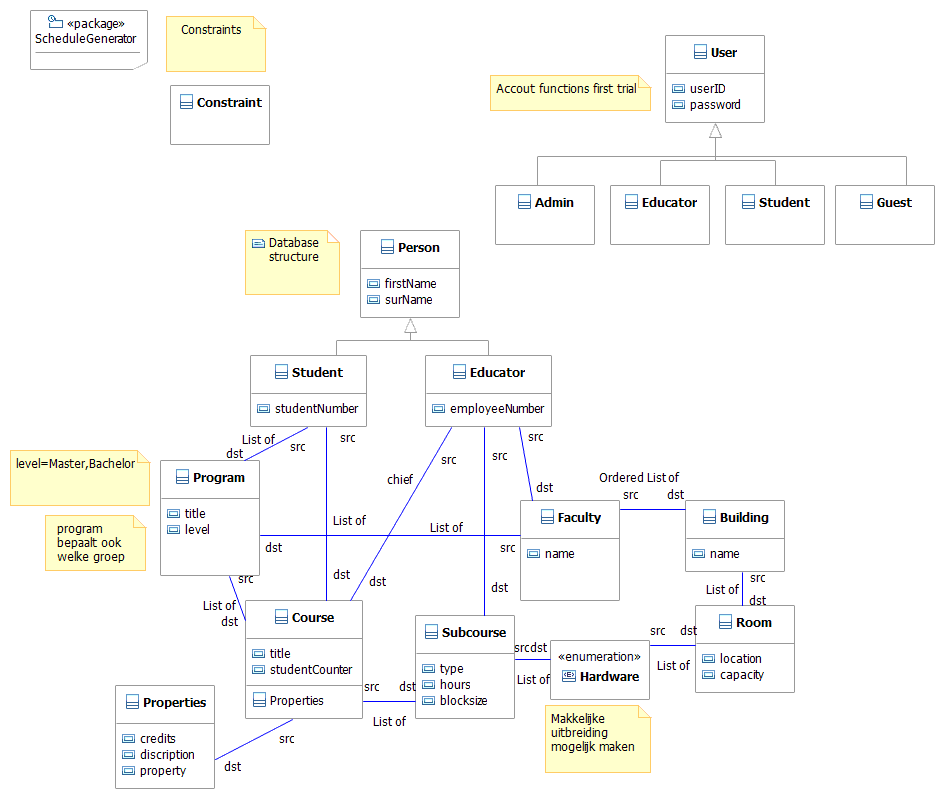 «package»
ScheduleGenerator
Constraints
Constraint
Accout functions first trial
User
userID
password
Admin
Educator
Student
Guest
Database
structure
Person
firstName
surName
Student
studentNumber
Educator
employeeNumber
List of
src
dst
src
src
src
src
chief
dst
level=Master,Bachelor
Program
title
level
program
bepaalt ook
welke groep
List of
List of
dst
src
Faculty
name
Ordered List of
src
dst
Building
name
src
List of
dst
src
List of
dst
dst
dst
dst
Course
title
studentCounter
Properties
Subcourse
type
hours
blocksize
src
dst
List of
src
dst
List of
«enumeration»
Hardware
src
dst
List of
Room
location
capacity
Properties
credits
discription
property
src
dst
Makkelijke
uitbreiding
mogelijk maken